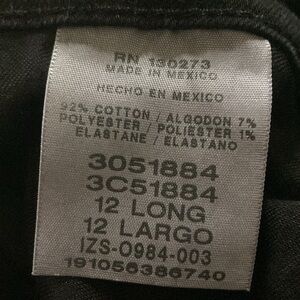 RN 130273
MADE IN MEXICO
HECHO EN MEXICO
92% COTTON / ALGODON 7%
POLYESTER / POLIESTER 1%
ELASTANE / ELASTANO
3051884
3C51884
12 LONG
12 LARGO
IZS-0984-003
191056386740